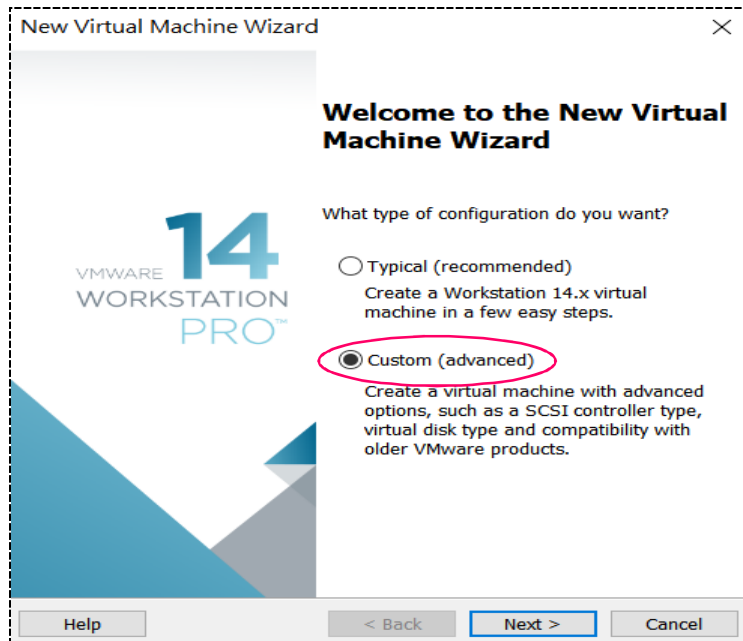 New Virtual Machine Wizard
Welcome to the New Virtual
Machine Wizard
What type of configuration do you want?
Typical (recommended)
Create a Workstation 14.x virtual
machine in a few easy steps.
Custom (advanced)
Create a virtual machine with advanced
options, such as a SCSI controller type,
virtual disk type and compatibility with
older VMware products.
14
VMWARE
WORKSTATION
PRO™
Help
< Back
Next >
Cancel